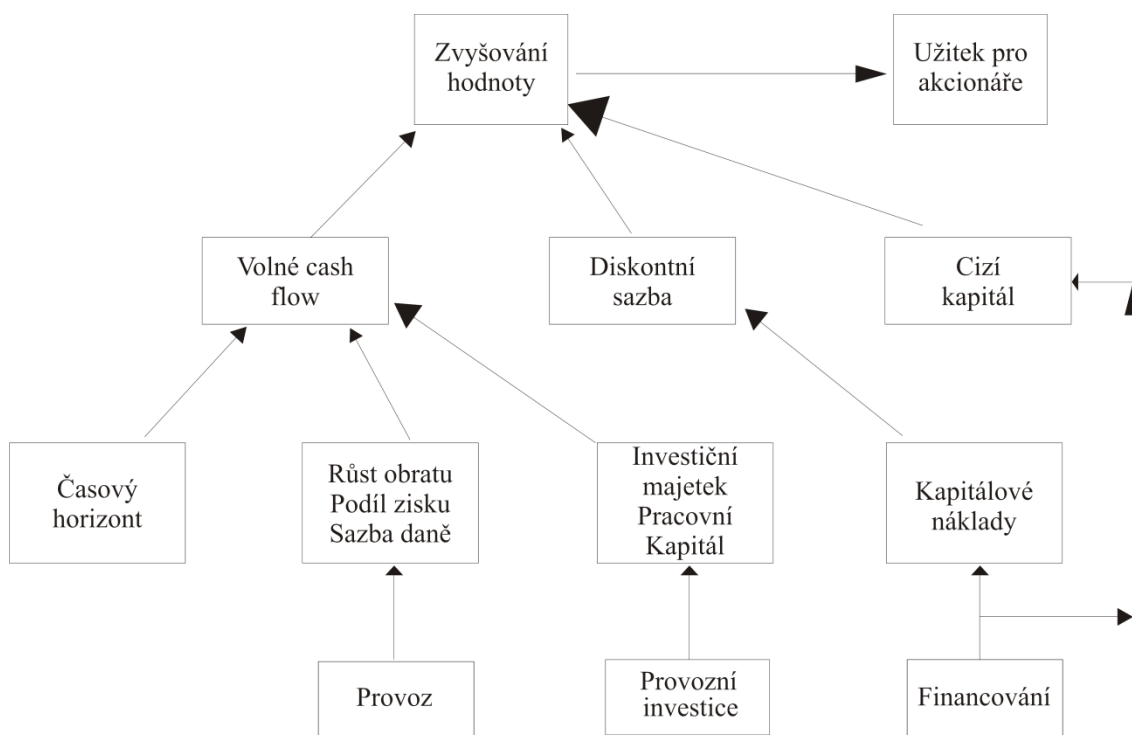 Zvyšování
hodnoty
Užitek pro
akcionáře
Volné cash
flow
Diskontní
sazba
Cizí
kapitál
Časový
horizont
Růst obratu
Podíl zisku
Sazba daně
Investiční
majetek
Pracovní
Kapitál
Kapitálové
náklady
Provoz
Provozní
investice
Financování